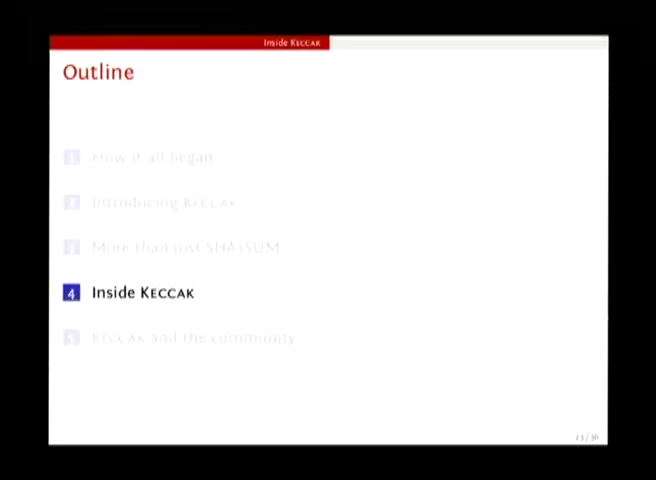 Inside KECCAK
Outline
1 How it all began
2 Introducing KECCAK
3 More than just SHA3SUM
4 Inside KECCAK
5 KECCAK and the community
/ 36